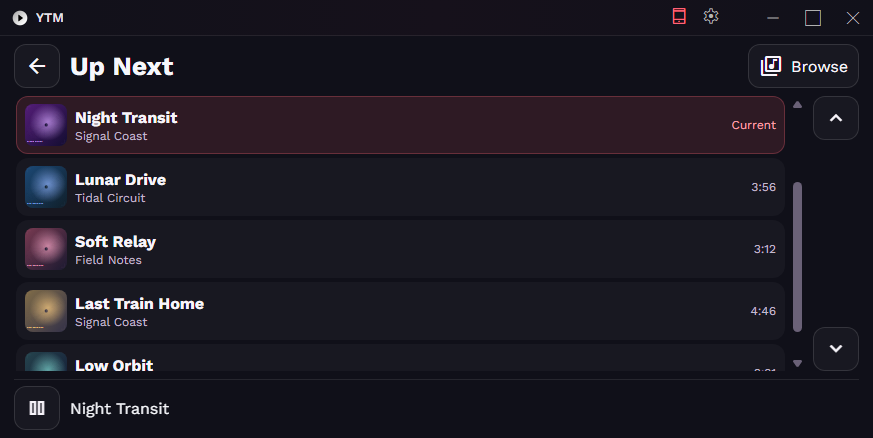 YTM
Up Next
Browse
Night Transit
Signal Coast
Current
Lunar Drive
Tidal Circuit
3:56
Soft Relay
Field Notes
3:12
Last Train Home
Signal Coast
4:46
Low Orbit
Night Transit